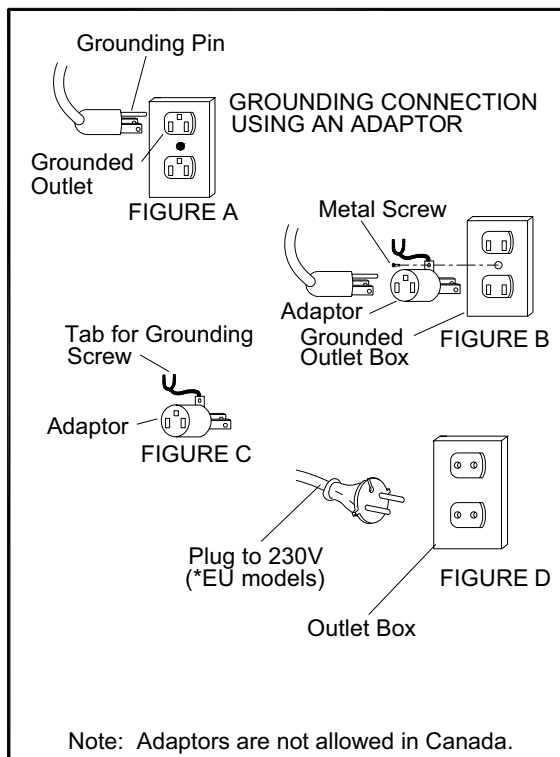 Grounding Pin
GROUNDING CONNECTION
USING AN ADAPTOR
Grounded
Outlet
FIGURE A
Metal Screw
Adaptor
Grounded
Outlet Box
FIGURE B
Tab for Grounding
Screw
Adaptor
FIGURE C
Plug to 230V
(*EU models)
FIGURE D
Outlet Box
Note:  Adaptors are not allowed in Canada.